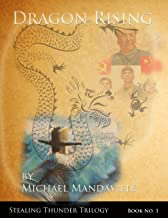 DRAGON RISING
BY
MICHAEL MANDAVILLE
STEALING THUNDER TRILOGY BOOK NO. 1